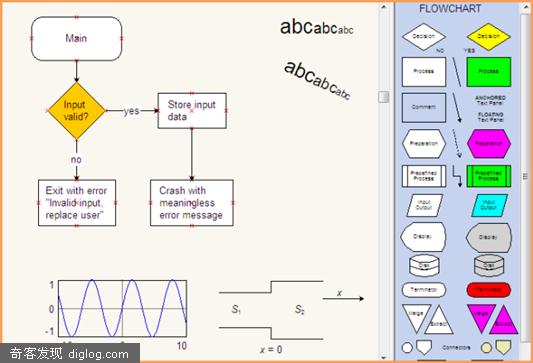 Main
Input
valid?
yes
Store input
data
no
Exit with error
"Invalid input,
replace user"
Crash with
meaningless
error message
abcabcabc
abcabcabc
1
0
-1
0
10
S1
S2
x
x = 0
FLOWCHART
Decision
Decision
NO
YES
Process
Process
Comment
ANCHORED
Text Panel
FLOATING
Text Panel
Preparation
Preparation
Predefined
Process
Predefined
Process
Input
Output
Input
Output
Display
Display
Disk
Disk
Terminator
Terminator
Merge
Extract
Merge
Extract
Connectors
奇客发现 diglog.com